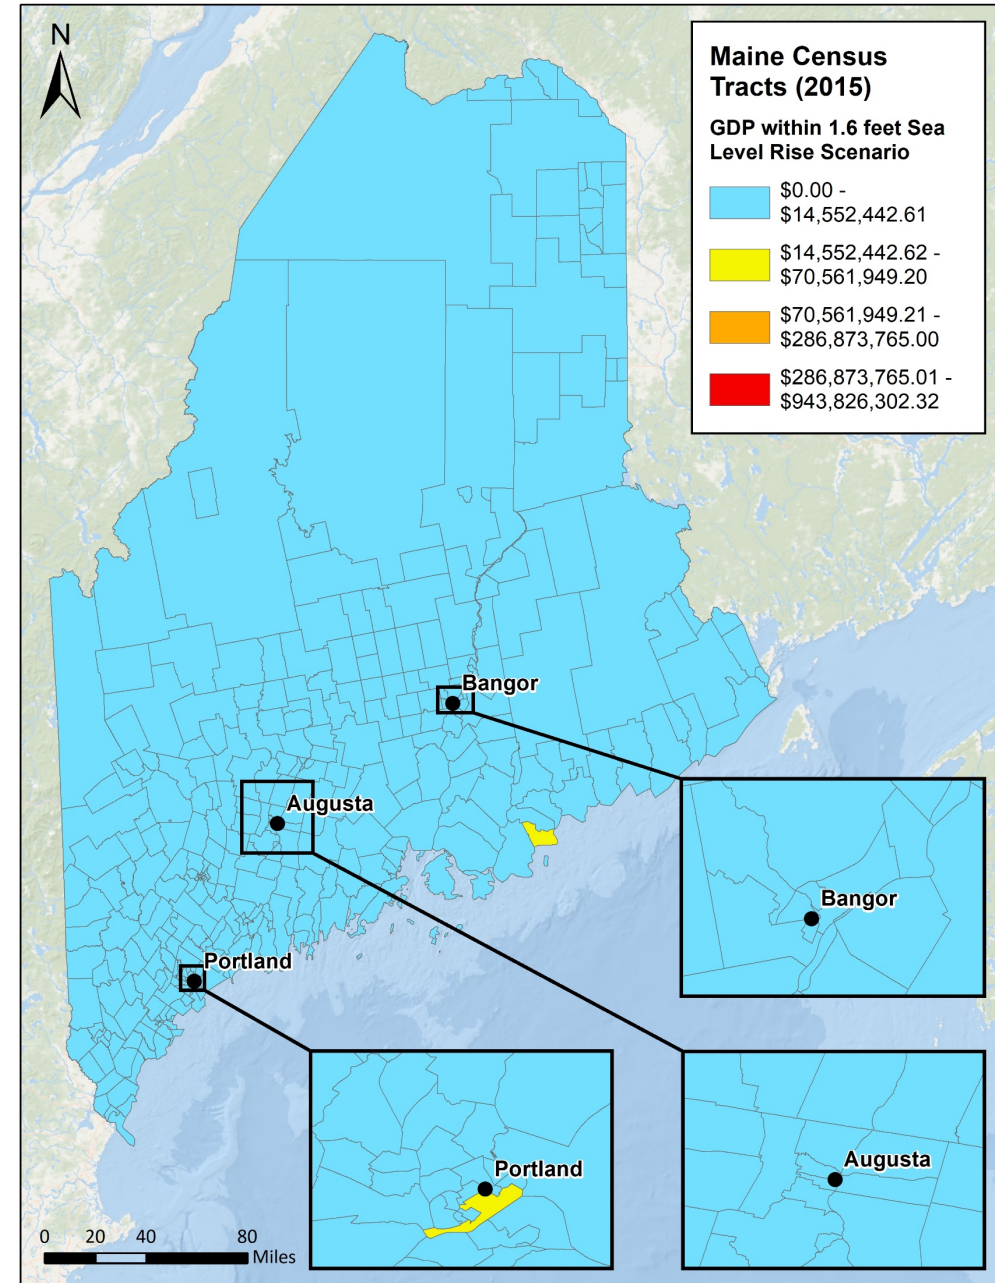 N
Maine Census
Tracts (2015)
GDP within 1.6 feet Sea
Level Rise Scenario
$0.00 -
$14,552,442.61
$14,552,442.62 -
$70,561,949.20
$70,561,949.21 -
$286,873,765.00
$286,873,765.01 -
$943,826,302.32
Bangor
Augusta
Portland
Bangor
Portland
Augusta
0 20 40 80
Miles